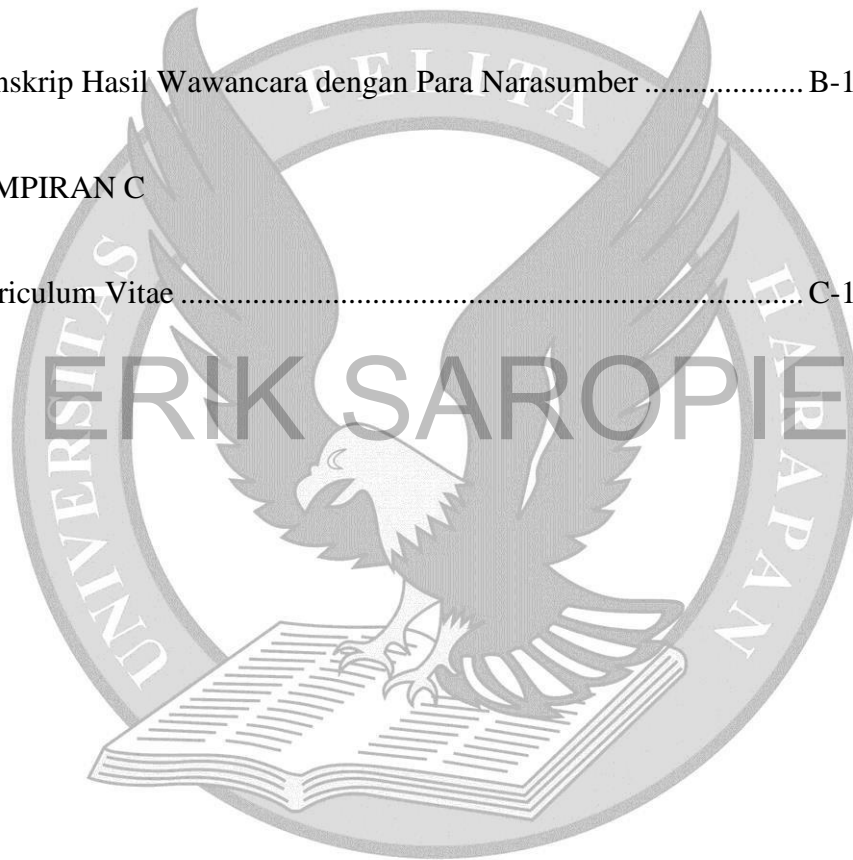 nskrip Hasil Wawancara dengan Para Narasumber .................... B-1
MPIRAN C
riculum Vitae ............................................................................... C-1
ERIK SAROPIE
UNIVERSITAS PELITA HARAPAN